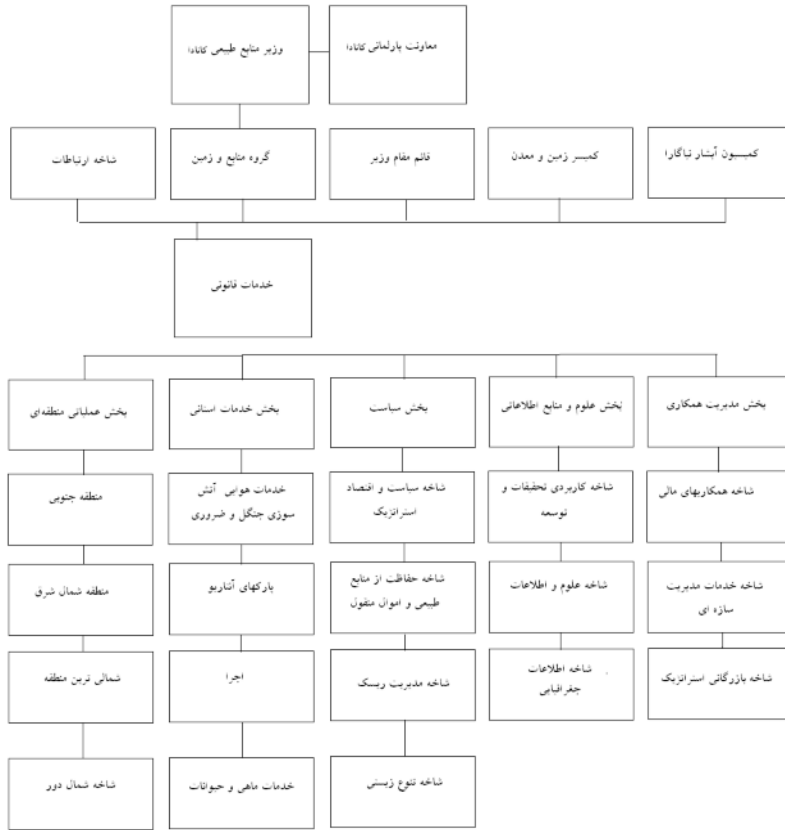 وزیر منابع طبیعی کانادا
معاونت پارلمانی کانادا
شاخه ارتباطات
گروه منابع و زمین
قائم مقام وزیر
کمیسر زمین و معدن
کمیسیون آبشار نیاگارا
خدمات قانونی
بخش عملیاتی منطقه‌ای
بخش خدمات استانی
بخش سیاست
بخش علوم و منابع اطلاعاتی
بخش مدیریت همکاری
منطقه جنوبی
خدمات هوایی آتش
سوزی جنگل و ضروری
شاخه سیاست و اقتصاد
استراتژیک
شاخه کاربردی تحقیقات و
توسعه
شاخه همکاریهای مالی
منطقه شمال شرق
پارکهای آنتاریو
شاخه حفاظت از منابع
طبیعی و اموال منقول
شاخه علوم و اطلاعات
شاخه خدمات مدیریت
سازه ای
شمالی ترین منطقه
اجرا
شاخه مدیریت ریسک
شاخه اطلاعات
جغرافیایی
شاخه بازرگانی استراتژیک
شاخه شمال دور
خدمات ماهی و حیوانات
شاخه تنوع زیستی